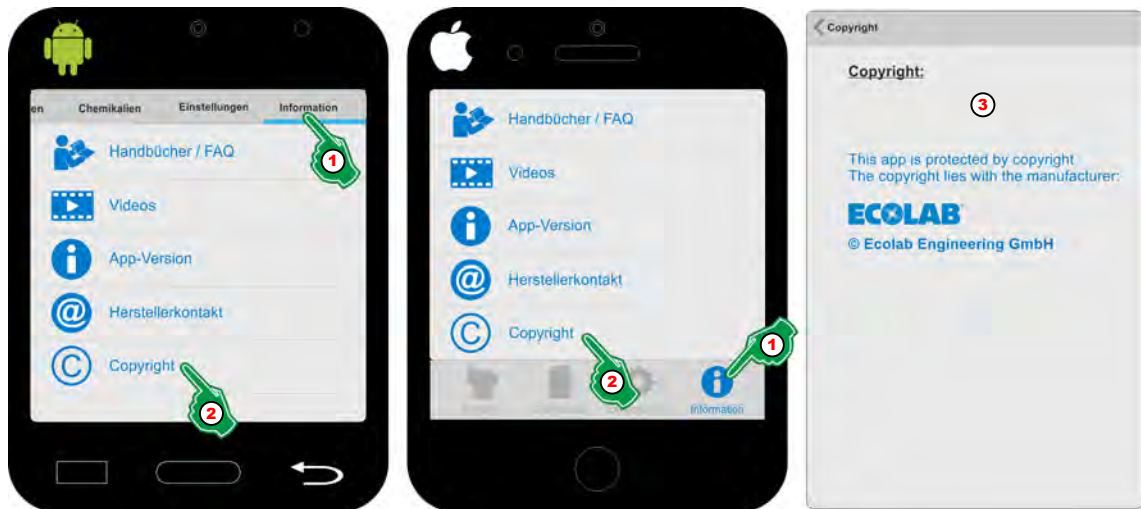 en Chemikalien Einstellungen Information
Handbücher / FAQ
1
Videos
App-Version
Herstellerkontakt
Copyright
2
Handbücher / FAQ
Videos
App-Version
Herstellerkontakt
Copyright
1
2
Information
Copyright
Copyright:
3
This app is protected by copyright
The copyright lies with the manufacturer:
ECOLAB
© Ecolab Engineering GmbH